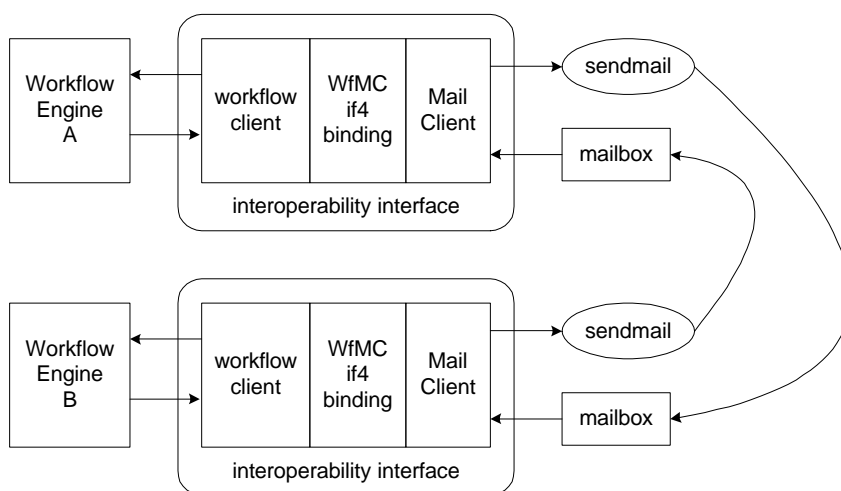 Workflow
Engine
A
workflow
client
WfMC
if4
binding
Mail
Client
interoperability interface
sendmail
mailbox
Workflow
Engine
B
workflow
client
WfMC
if4
binding
Mail
Client
interoperability interface
sendmail
mailbox